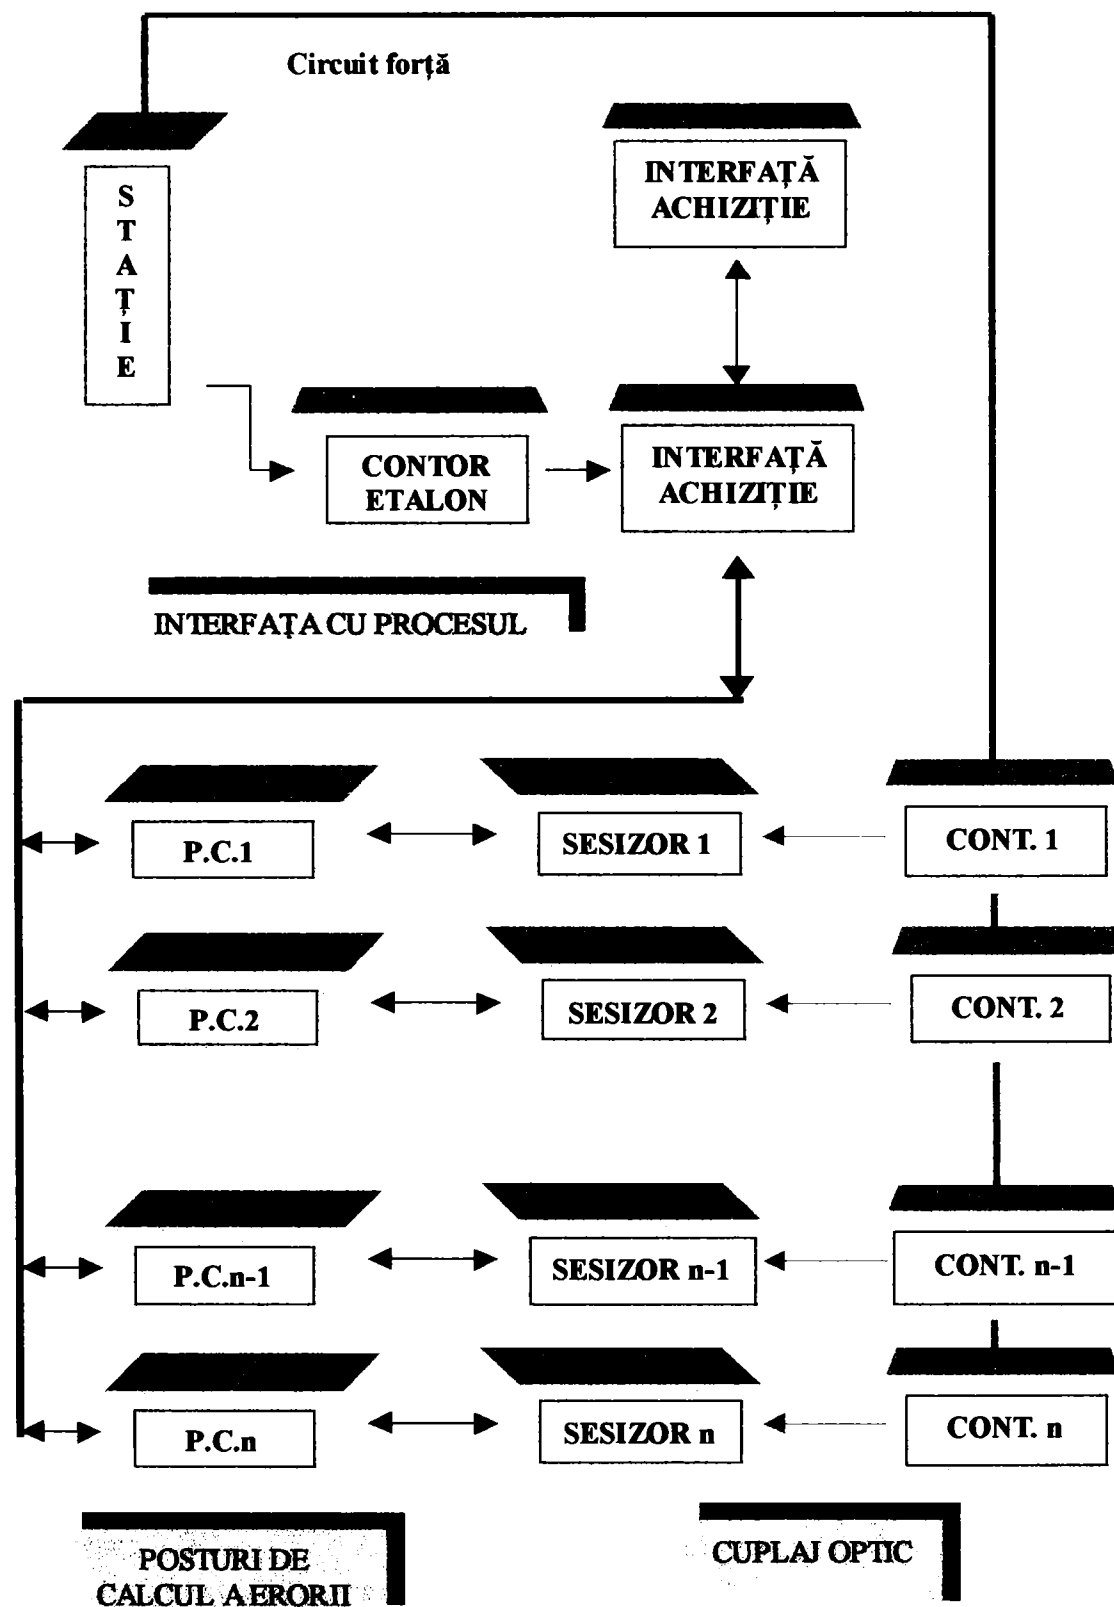 Circuit forță
S
T
A
Ț
I
E
INTERFAȚĂ
ACHIZIȚIE
CONTOR
ETALON
INTERFAȚĂ
ACHIZIȚIE
INTERFAȚA CU PROCESUL
P.C.1
SESIZOR 1
CONT. 1
P.C.2
SESIZOR 2
CONT. 2
P.C.n-1
SESIZOR n-1
CONT. n-1
P.C.n
SESIZOR n
CONT. n
POSTURI DE
CALCUL A ERORII
CUPLAJ OPTIC